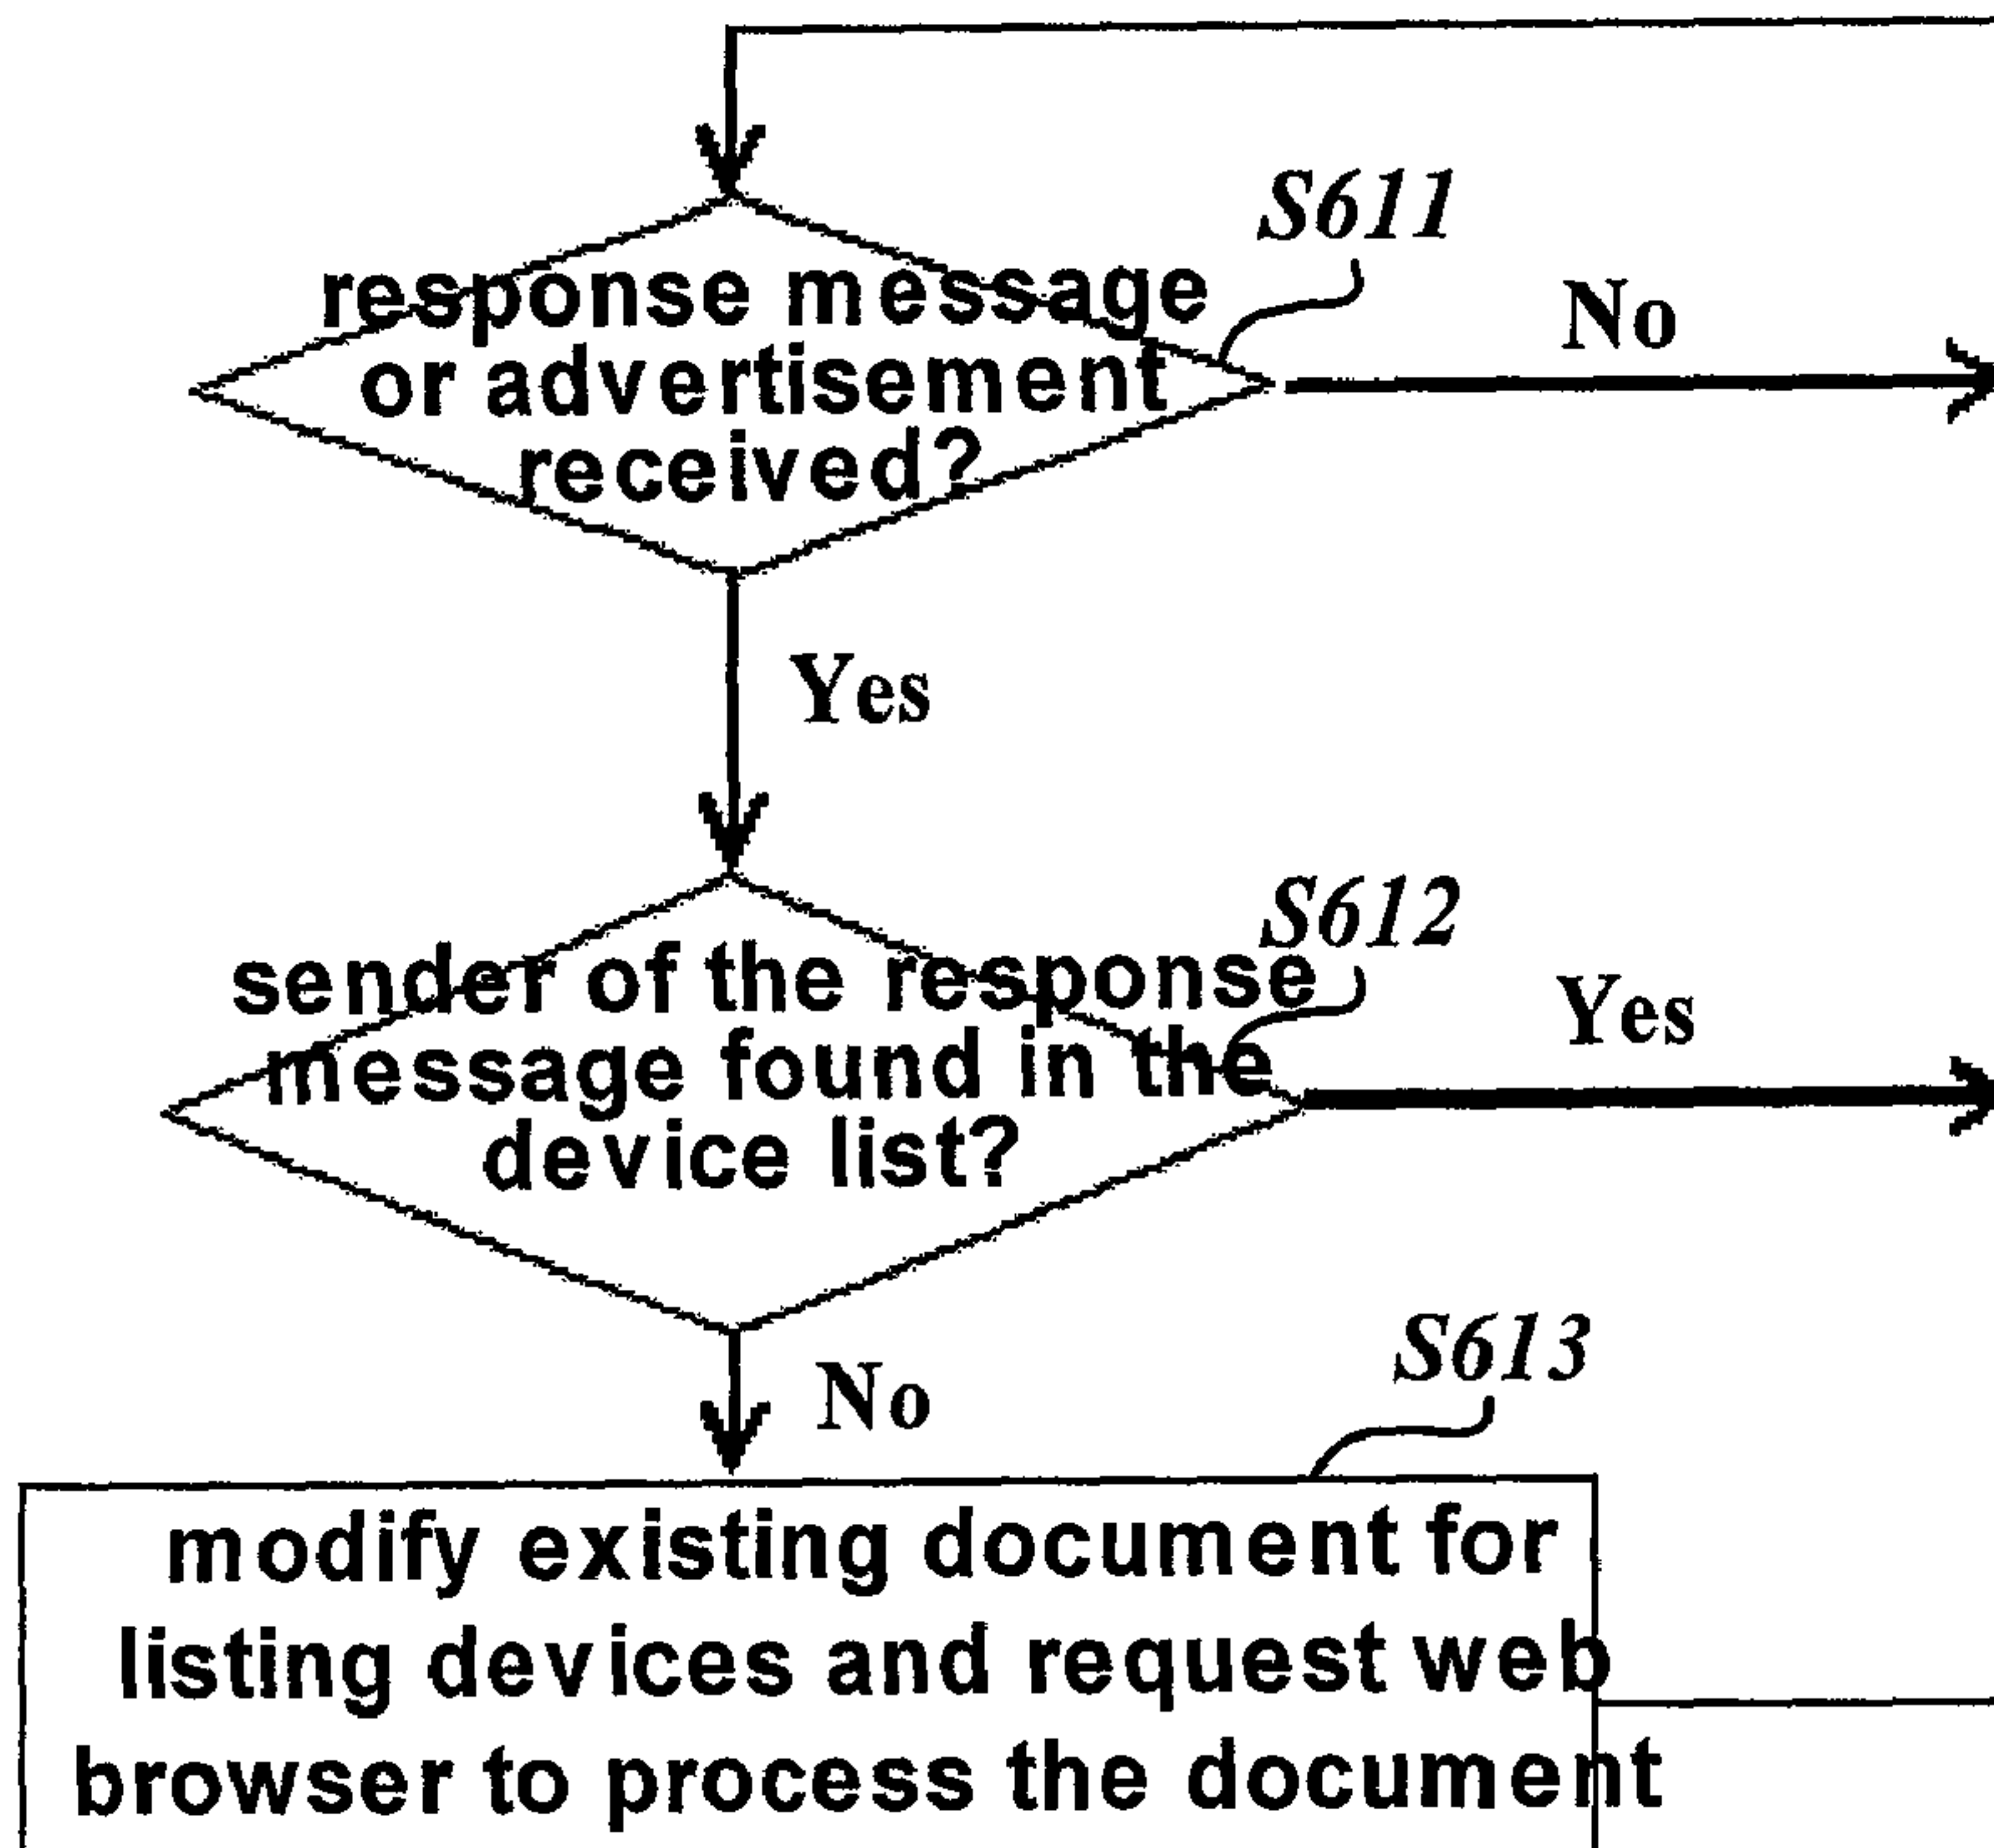 S611
response message
or advertisement
received?
No
Yes
S612
sender of the response
message found in the
device list?
Yes
No
S613
modify existing document for
listing devices and request web
browser to process the document